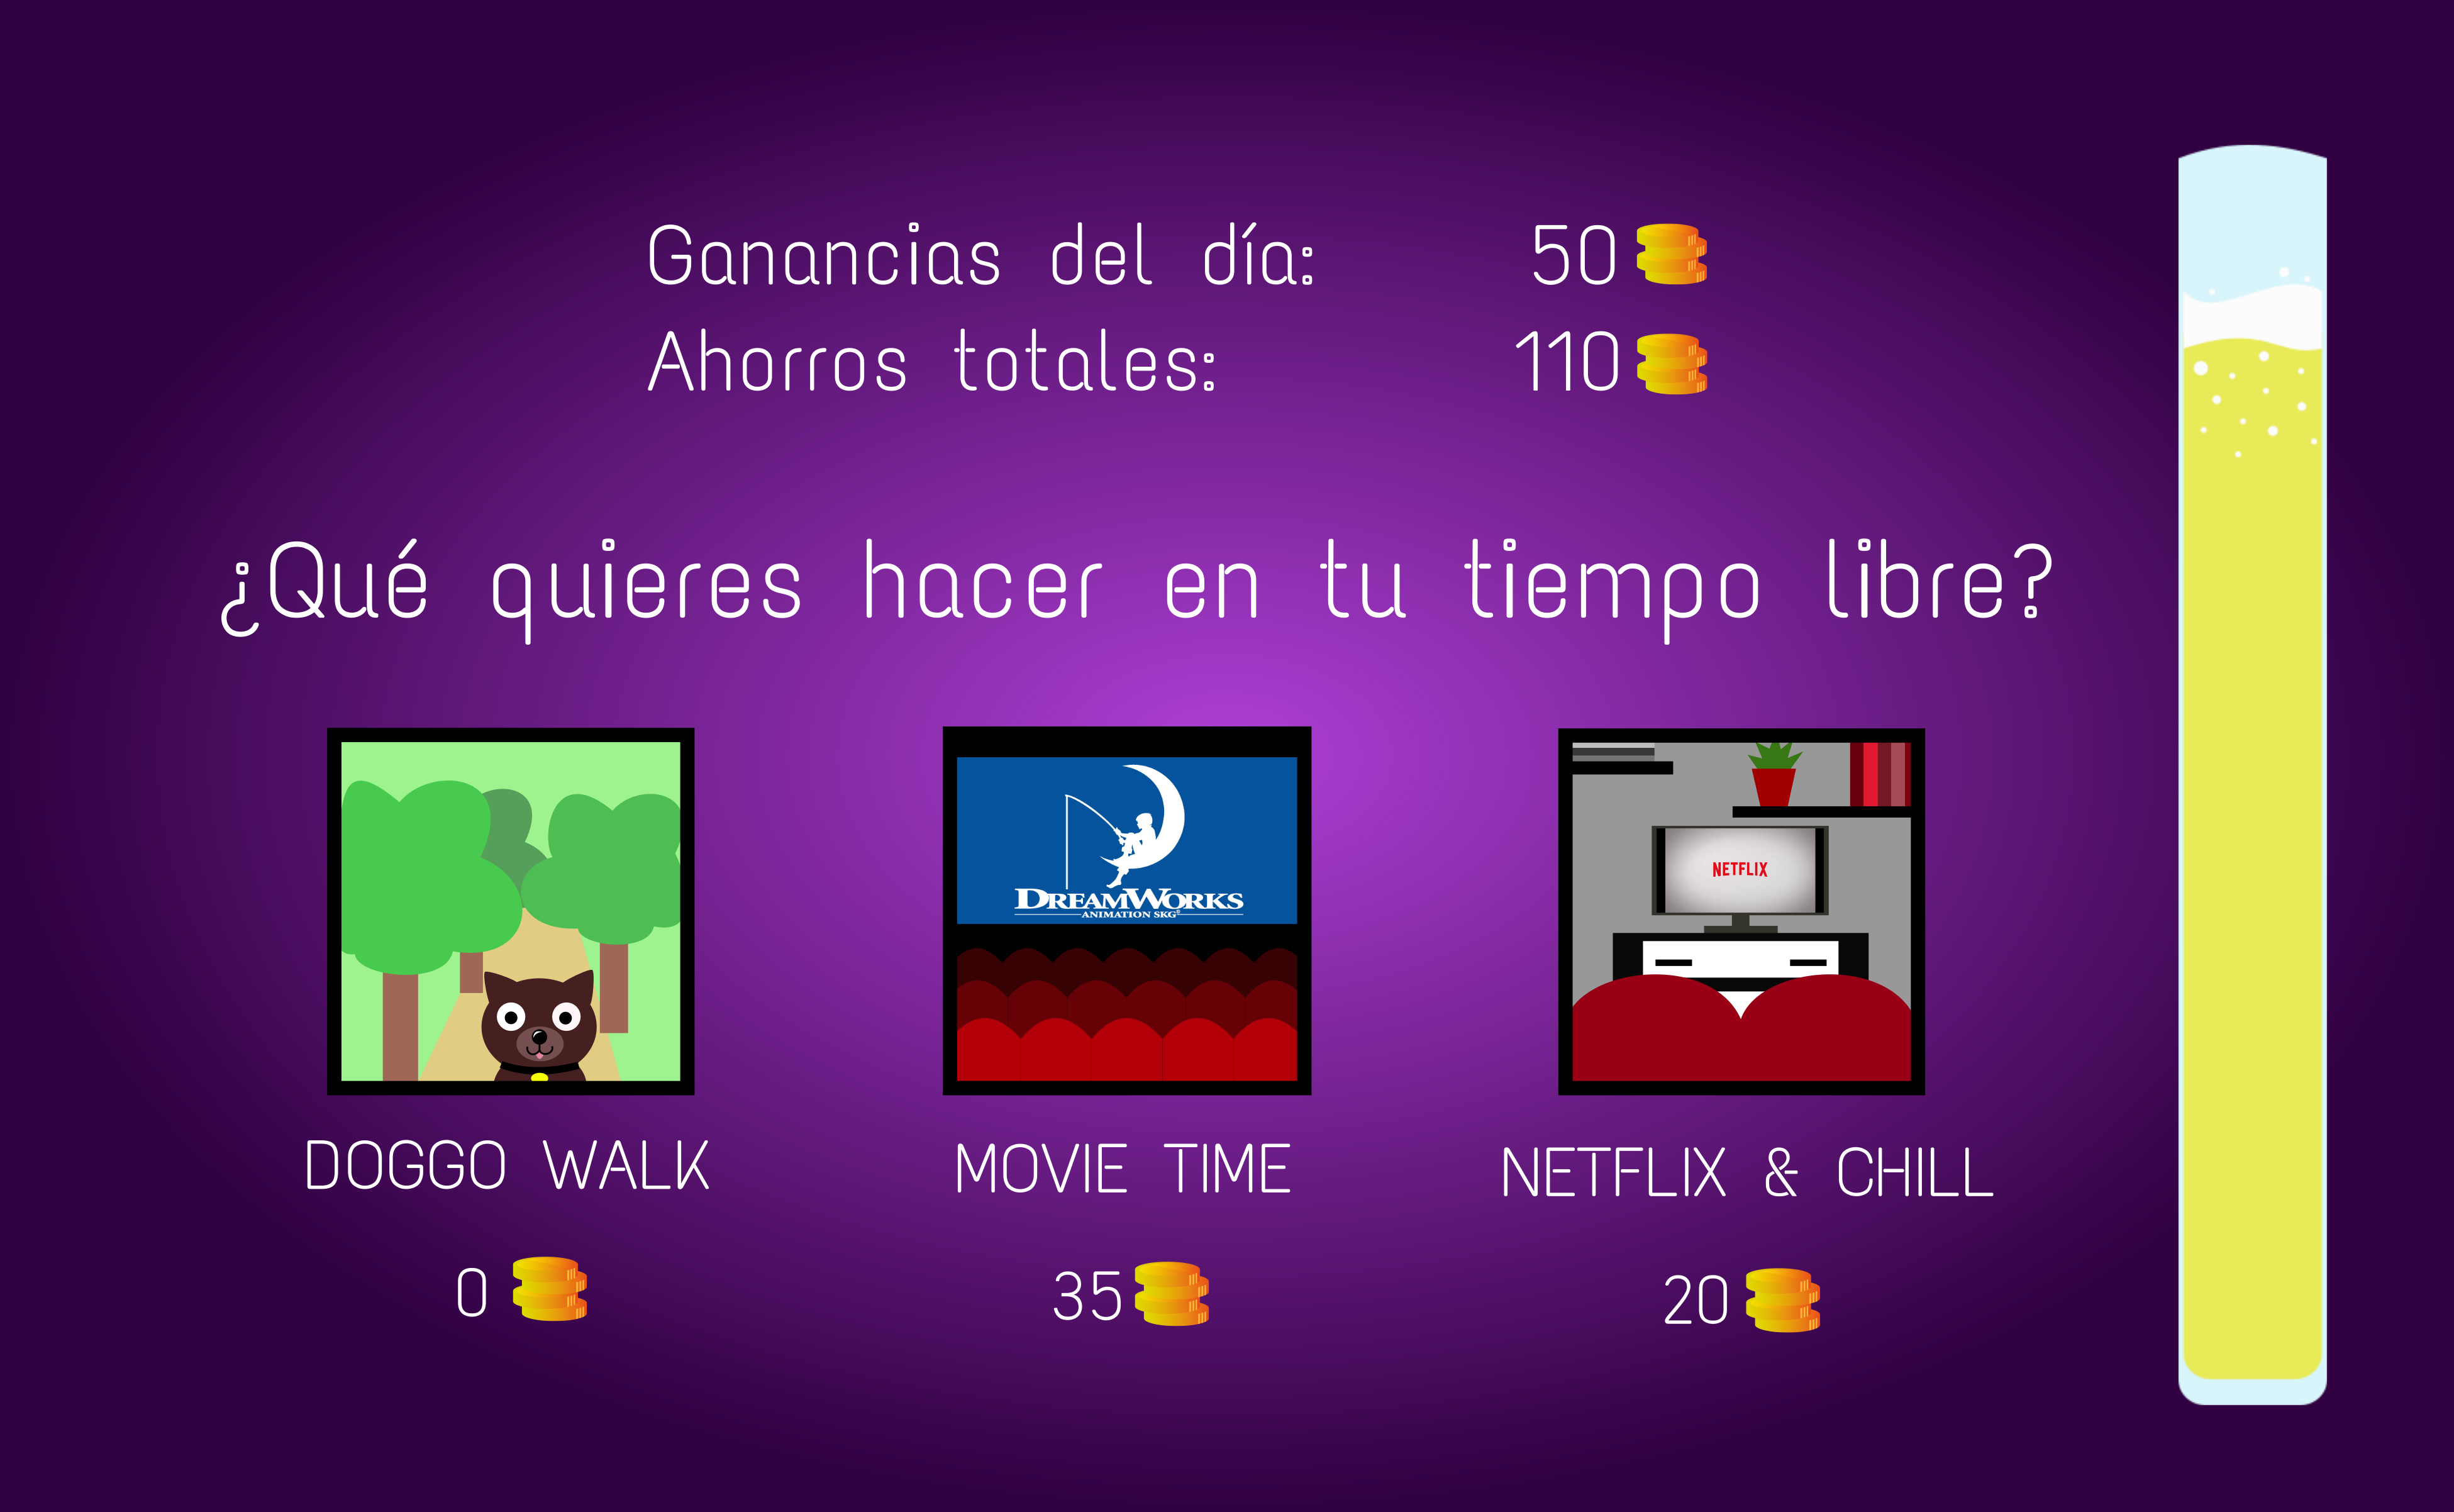 Ganancias del día: 50
Ahorros totales: 110
¿Qué quieres hacer en tu tiempo libre?
DREAMWORKS
ANIMATION SKG®
NETFLIX
DOGGO WALK
MOVIE TIME
NETFLIX & CHILL
0
35
20